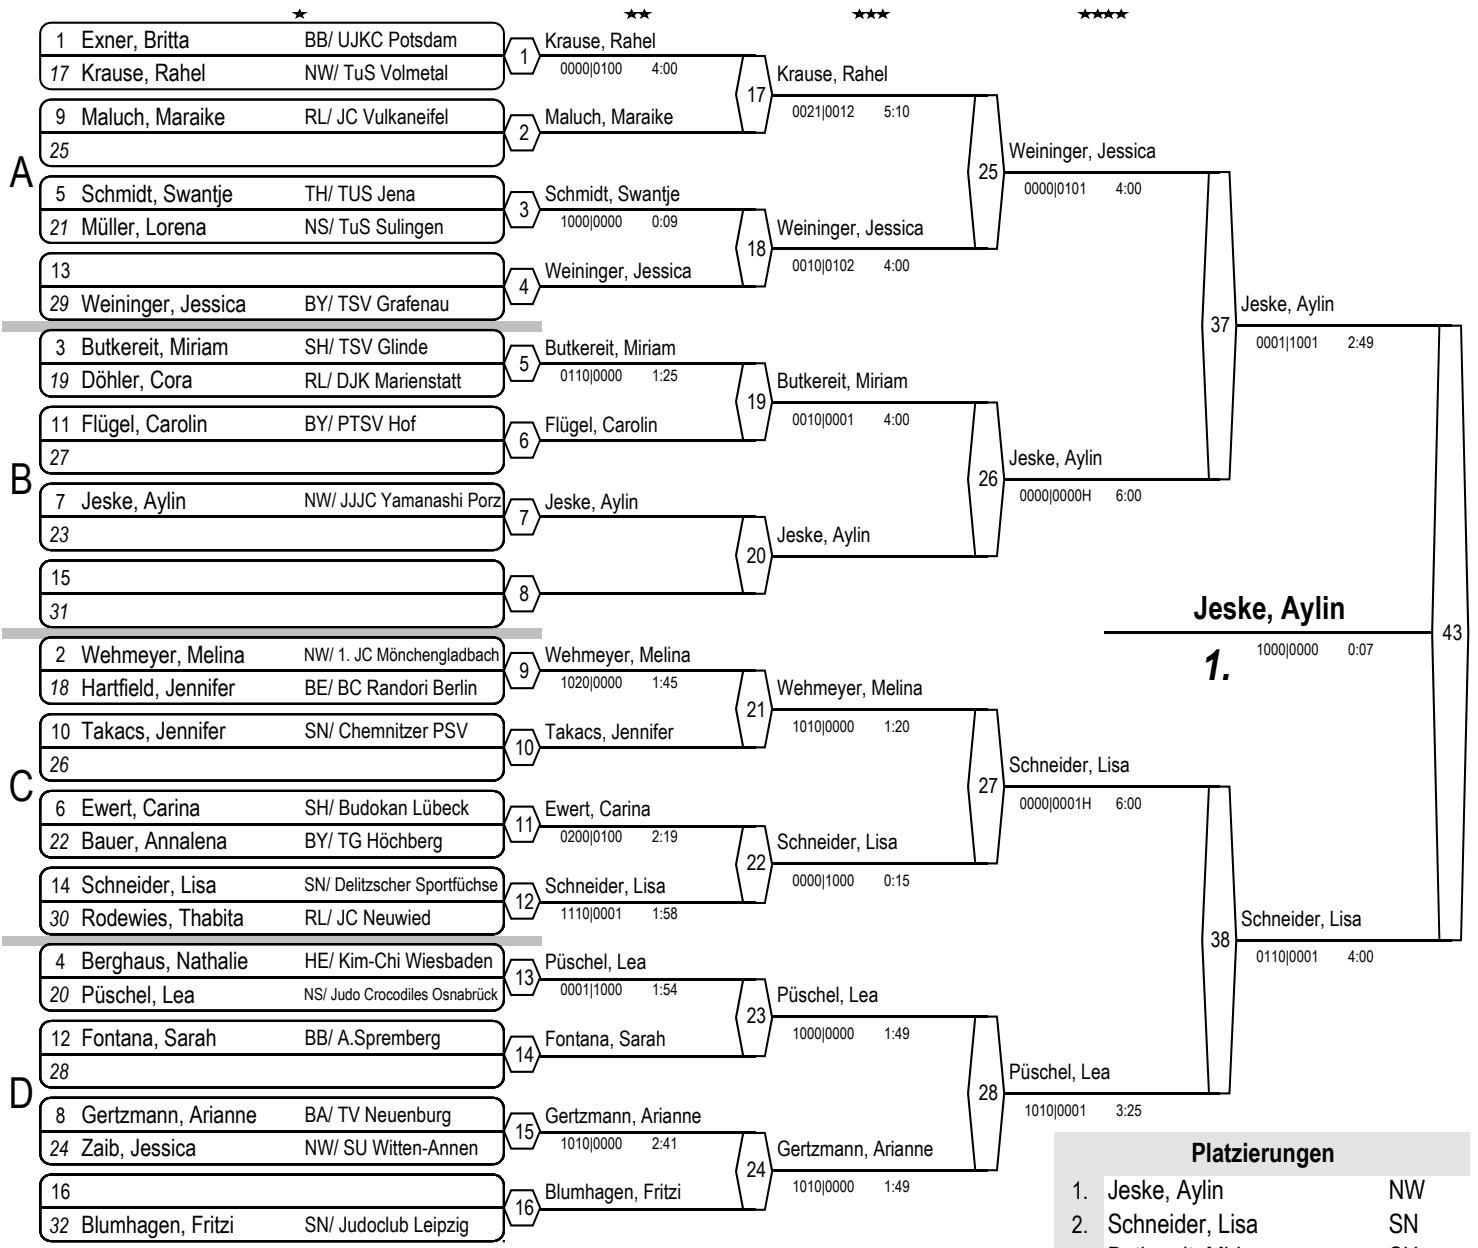 A
1 Exner, Britta BB/ UJKC Potsdam
17 Krause, Rahel NW/ TuS Volmetal
9 Maluch, Maraike RL/ JC Vulkaneifel
25
5 Schmidt, Swantje TH/ TUS Jena
21 Müller, Lorena NS/ TuS Sulingen
13
29 Weininger, Jessica BY/ TSV Grafenau
B
3 Butkereit, Miriam SH/ TSV Glinde
19 Döhler, Cora RL/ DJK Marienstatt
11 Flügel, Carolin BY/ PTSV Hof
27
7 Jeske, Aylin NW/ JJJC Yamanashi Porz
23
15
31
C
2 Wehmeyer, Melina NW/ 1. JC Mönchengladbach
18 Hartfield, Jennifer BE/ BC Randori Berlin
10 Takacs, Jennifer SN/ Chemnitzer PSV
26
6 Ewert, Carina SH/ Budokan Lübeck
22 Bauer, Annalena BY/ TG Höchberg
14 Schneider, Lisa SN/ Delitzscher Sportfüchse
30 Rodewies, Thabita RL/ JC Neuwied
D
4 Berghaus, Nathalie HE/ Kim-Chi Wiesbaden
20 Püschel, Lea NS/ Judo Crocodiles Osnabrück
12 Fontana, Sarah BB/ A.Spremberg
28
8 Gertzmann, Arianne BA/ TV Neuenburg
24 Zaib, Jessica NW/ SU Witten-Annen
16
32 Blumhagen, Fritzi SN/ Judoclub Leipzig
1 Krause, Rahel
0000|0100 4:00
2 Maluch, Maraike
3 Schmidt, Swantje
1000|0000 0:09
4 Weininger, Jessica
5 Butkereit, Miriam
0110|0000 1:25
6 Flügel, Carolin
7 Jeske, Aylin
8
9 Wehmeyer, Melina
1020|0000 1:45
10 Takacs, Jennifer
11 Ewert, Carina
0200|0100 2:19
12 Schneider, Lisa
1110|0001 1:58
13 Püschel, Lea
0001|1000 1:54
14 Fontana, Sarah
15 Gertzmann, Arianne
1010|0000 2:41
16 Blumhagen, Fritzi
17 Krause, Rahel
0021|0012 5:10
18 Weininger, Jessica
0010|0102 4:00
19 Butkereit, Miriam
0010|0001 4:00
20 Jeske, Aylin
21 Wehmeyer, Melina
1010|0000 1:20
22 Schneider, Lisa
0000|1000 0:15
23 Püschel, Lea
1000|0000 1:49
24 Gertzmann, Arianne
1010|0000 1:49
25 Weininger, Jessica
0000|0101 4:00
26 Jeske, Aylin
0000|0000H 6:00
27 Schneider, Lisa
0000|0001H 6:00
28 Püschel, Lea
1010|0001 3:25
37 Jeske, Aylin
0001|1001 2:49
38 Schneider, Lisa
0110|0001 4:00
43 Jeske, Aylin
1. 1000|0000 0:07
Platzierungen
1. Jeske, Aylin NW
2. Schneider, Lisa SN